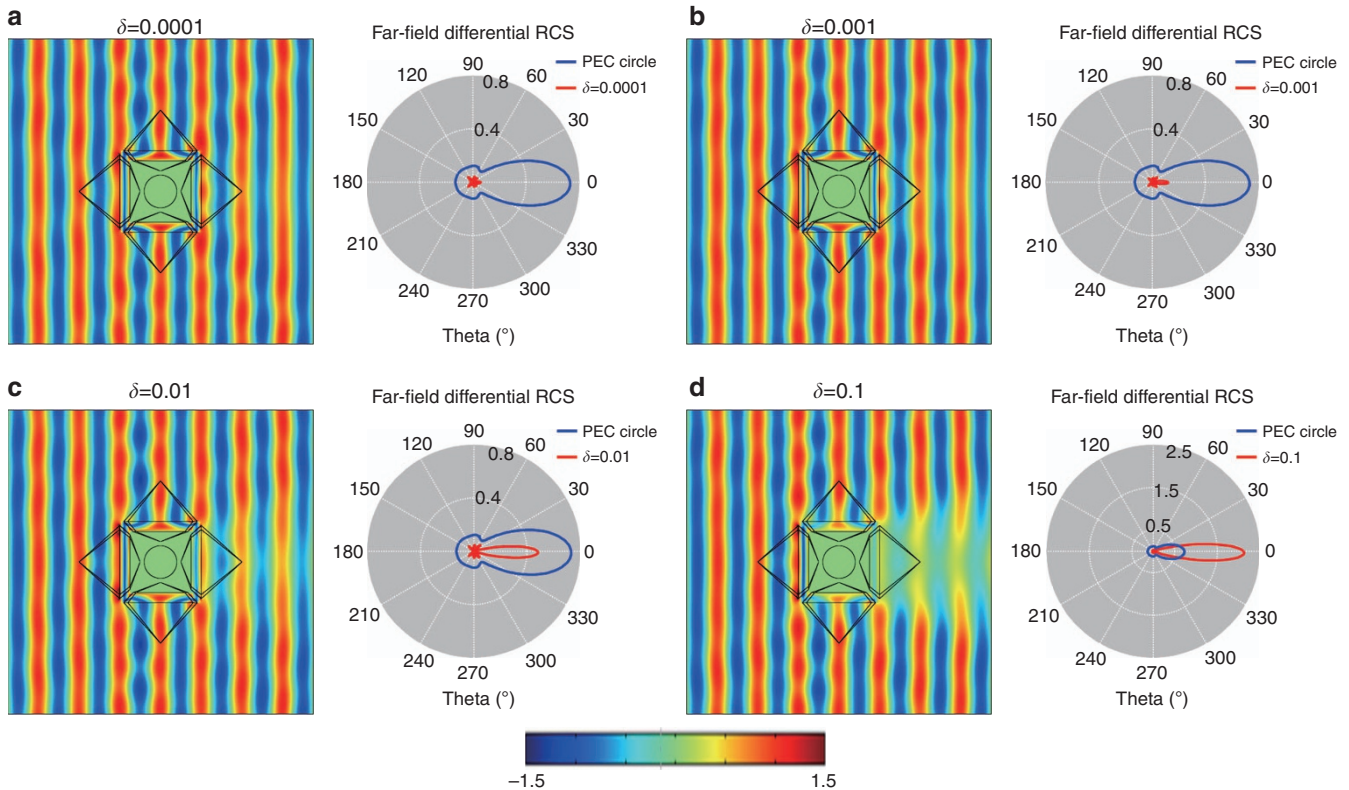 a
δ=0.0001
Far-field differential RCS
PEC circle
δ=0.0001
90
120
60
0.8
150
30
0.4
180
0
210
330
240
300
270
Theta (°)
b
δ=0.001
Far-field differential RCS
PEC circle
δ=0.001
90
120
60
0.8
150
30
0.4
180
0
210
330
240
300
270
Theta (°)
c
δ=0.01
Far-field differential RCS
PEC circle
δ=0.01
90
120
60
0.8
150
30
0.4
180
0
210
330
240
300
270
Theta (°)
d
δ=0.1
Far-field differential RCS
PEC circle
δ=0.1
90
120
60
2.5
150
30
1.5
0.5
180
0
210
330
240
300
270
Theta (°)
−1.5
1.5